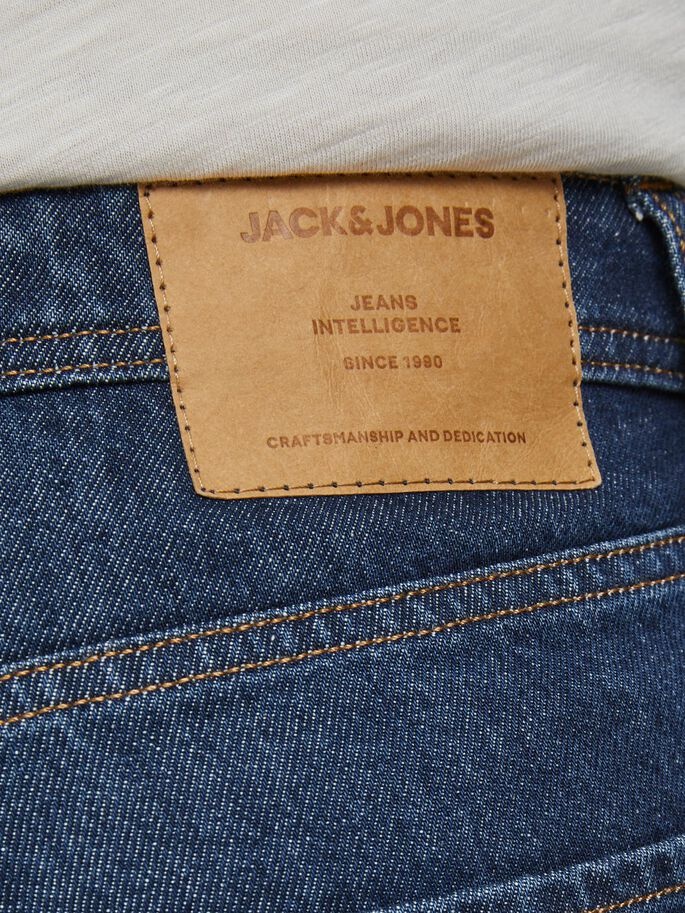 JACK&JONES
JEANS
INTELLIGENCE
SINCE 1990
CRAFTSMANSHIP AND DEDICATION